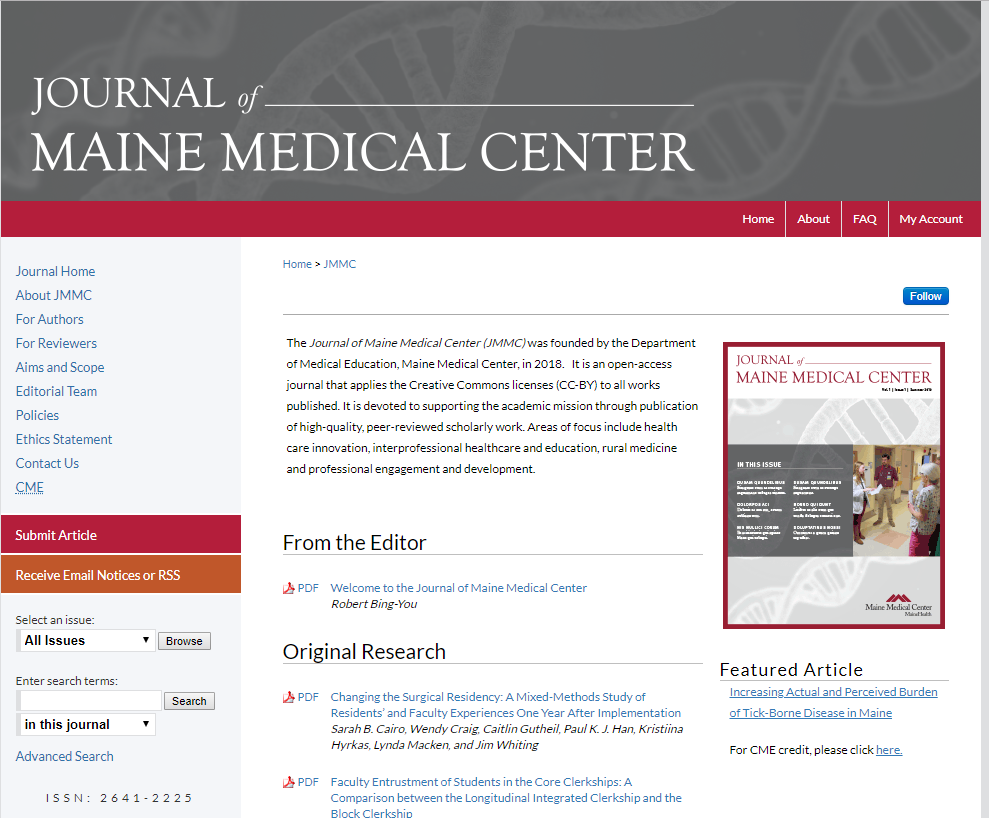 JOURNAL of
MAINE MEDICAL CENTER
Home About FAQ My Account
Journal Home
About JMMC
For Authors
For Reviewers
Aims and Scope
Editorial Team
Policies
Ethics Statement
Contact Us
CME
Submit Article
Receive Email Notices or RSS
Select an issue:
All Issues Browse
Enter search terms:
Search
in this journal
Advanced Search
ISSN: 2641-2225
Home > JMMC
Follow
The Journal of Maine Medical Center (JMMC) was founded by the Department
of Medical Education, Maine Medical Center, in 2018. It is an open-access
journal that applies the Creative Commons licenses (CC-BY) to all works
published. It is devoted to supporting the academic mission through publication
of high-quality, peer-reviewed scholarly work. Areas of focus include health
care innovation, interprofessional healthcare and education, rural medicine
and professional engagement and development.
From the Editor
PDF Welcome to the Journal of Maine Medical Center
Robert Bing-You
Original Research
PDF Changing the Surgical Residency: A Mixed-Methods Study of
Residents' and Faculty Experiences One Year After Implementation
Sarah B. Cairo, Wendy Craig, Caitlin Gutheil, Paul K. J. Han, Kristiina
Hyrkas, Lynda Macken, and Jim Whiting
PDF Faculty Entrustment of Students in the Core Clerkships: A
Comparison between the Longitudinal Integrated Clerkship and the
Block Clerkship
JOURNAL of
MAINE MEDICAL CENTER
IN THIS ISSUE
Maine Medical Center
MaineHealth
Featured Article
Increasing Actual and Perceived Burden
of Tick-Borne Disease in Maine
For CME credit, please click here.